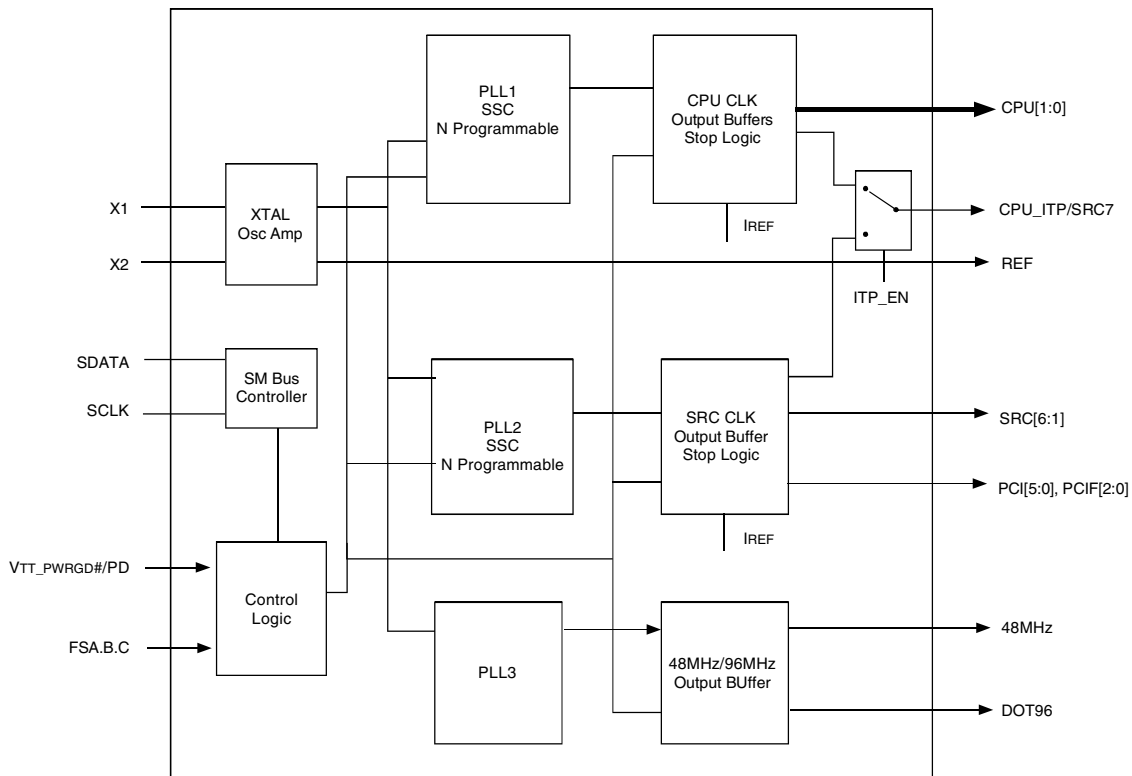 PLL1
SSC
N Programmable
CPU CLK
Output Buffers
Stop Logic
CPU[1:0]
X1
XTAL
Osc Amp
X2
IREF
CPU_ITP/SRC7
REF
ITP_EN
SDATA
SM Bus
Controller
SCLK
PLL2
SSC
N Programmable
SRC CLK
Output Buffer
Stop Logic
SRC[6:1]
PCI[5:0], PCIF[2:0]
IREF
VTT_PWRGD#/PD
Control
Logic
FSA.B.C
PLL3
48MHz/96MHz
Output BUffer
48MHz
DOT96